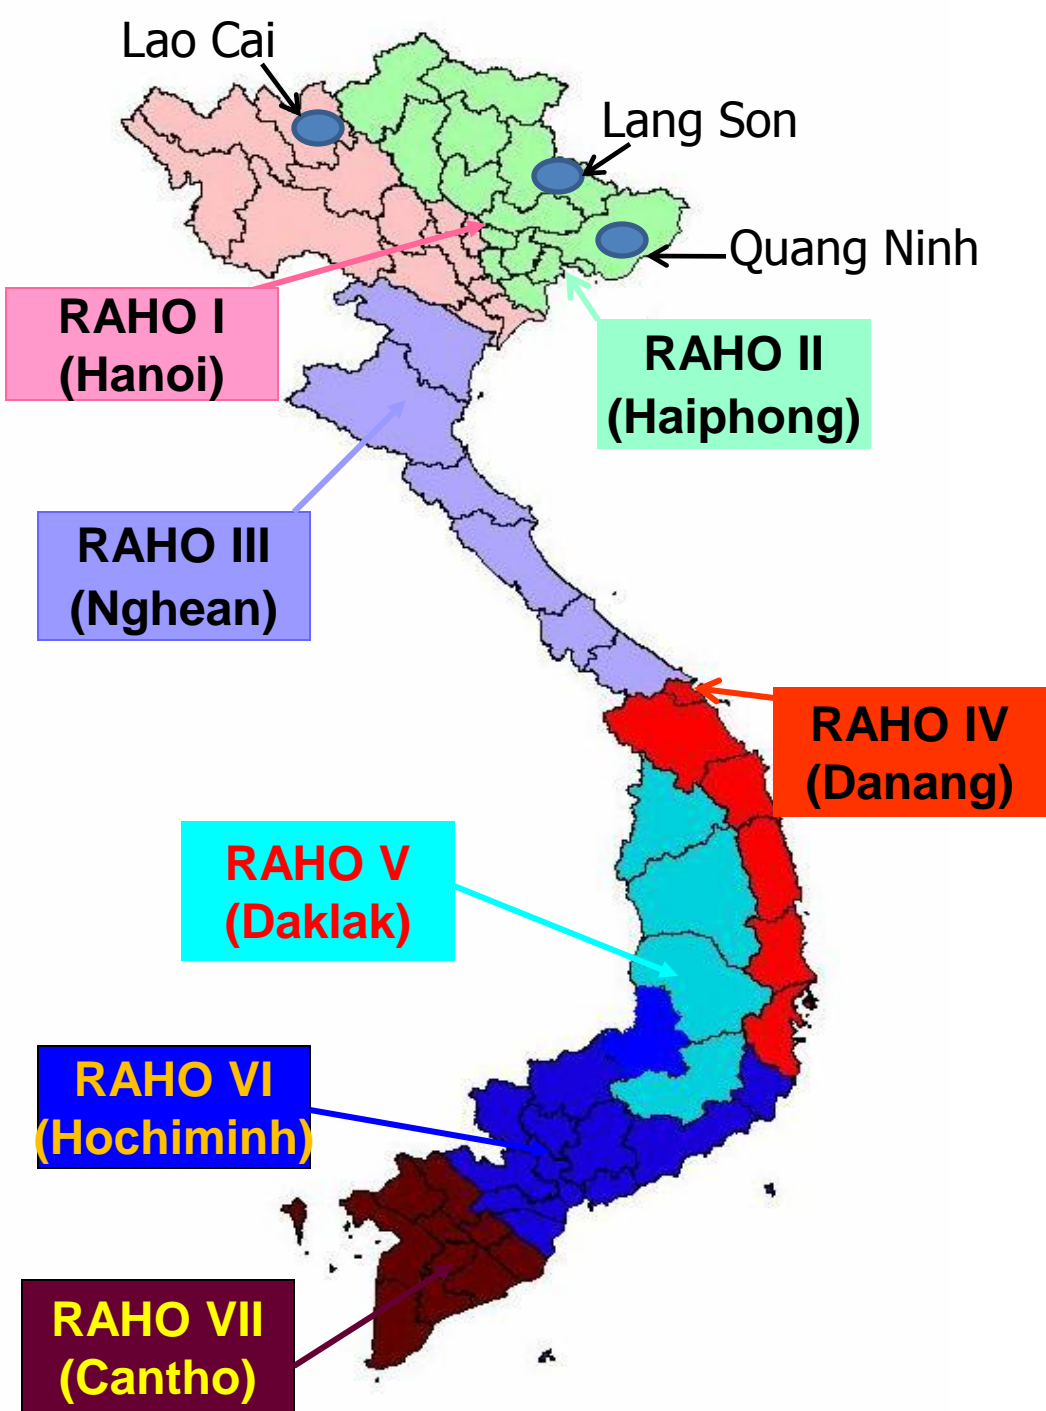 Lao Cai
Lang Son
Quang Ninh
RAHO I
(Hanoi)
RAHO II
(Haiphong)
RAHO III
(Nghean)
RAHO IV
(Danang)
RAHO V
(Daklak)
RAHO VI
(Hochiminh)
RAHO VII
(Cantho)